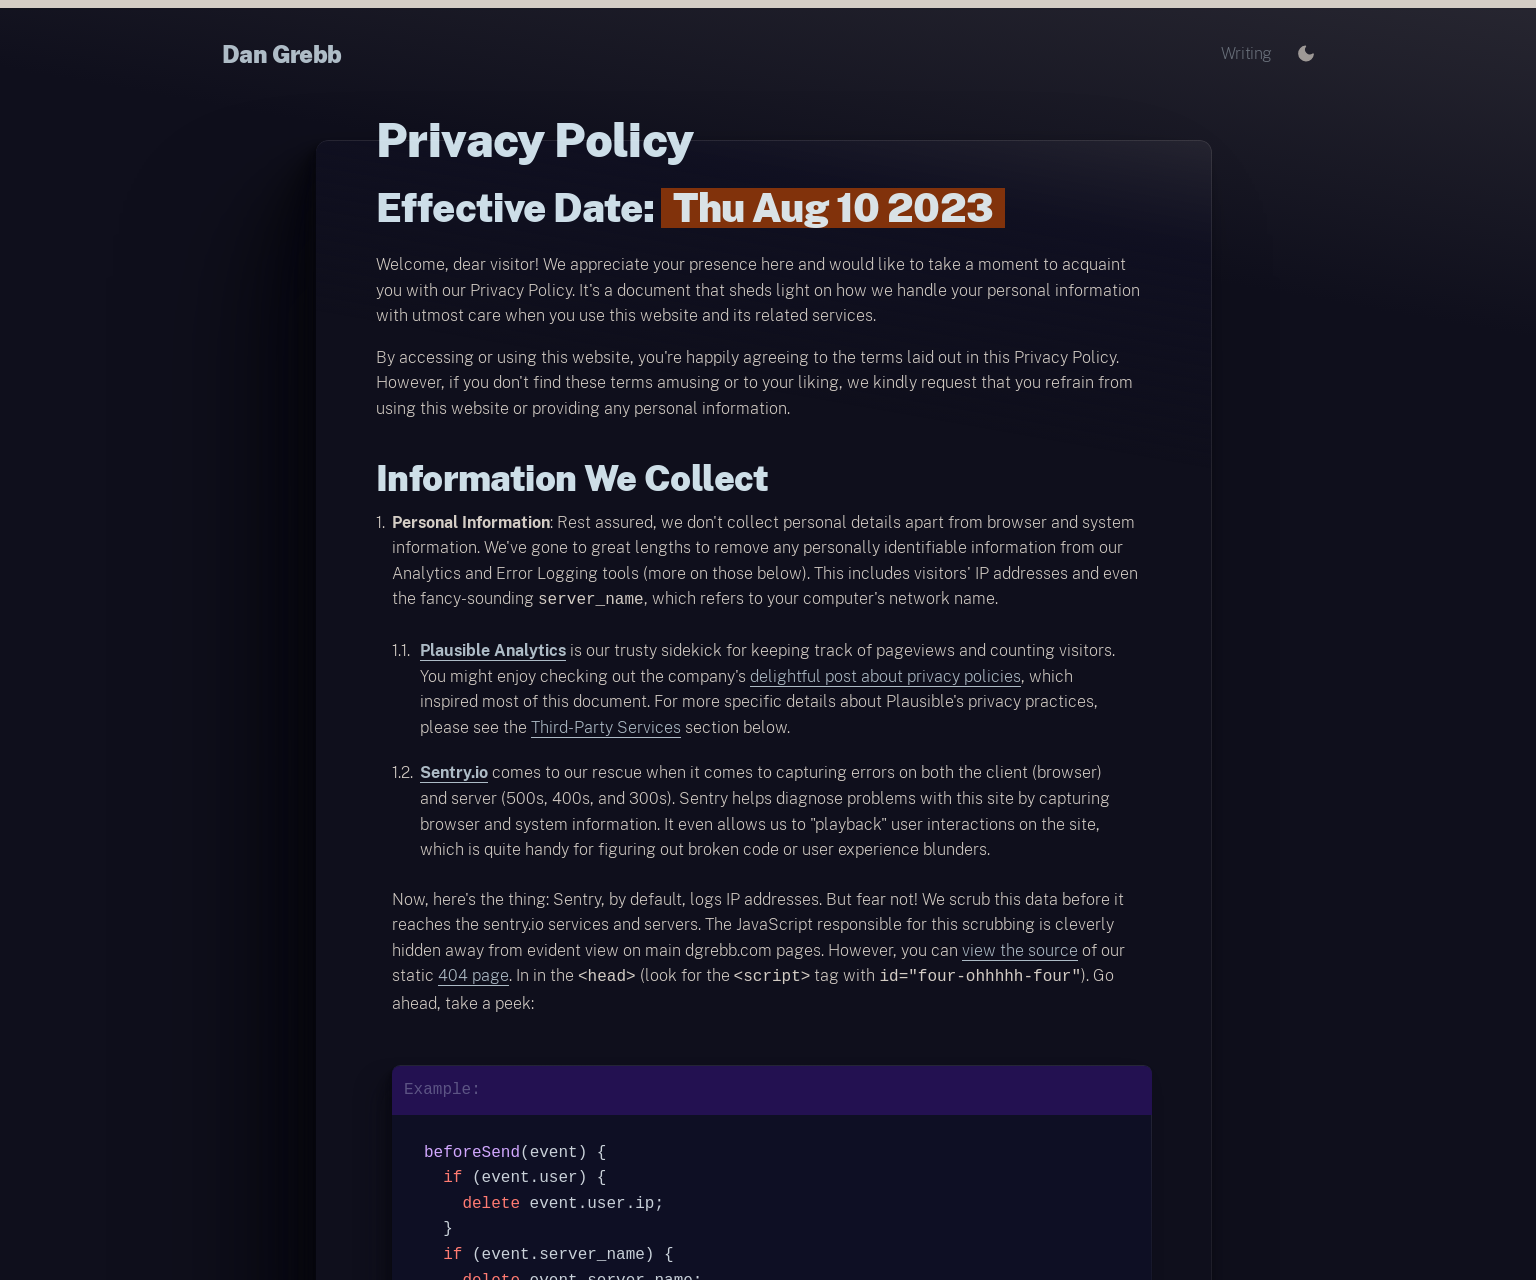 Dan Grebb
Writing
Privacy Policy
Effective Date: Thu Aug 10 2023
Welcome, dear visitor! We appreciate your presence here and would like to take a moment to acquaint
you with our Privacy Policy. It's a document that sheds light on how we handle your personal information
with utmost care when you use this website and its related services.
By accessing or using this website, you're happily agreeing to the terms laid out in this Privacy Policy.
However, if you don't find these terms amusing or to your liking, we kindly request that you refrain from
using this website or providing any personal information.
Information We Collect
1. Personal Information: Rest assured, we don't collect personal details apart from browser and system
information. We've gone to great lengths to remove any personally identifiable information from our
Analytics and Error Logging tools (more on those below). This includes visitors' IP addresses and even
the fancy-sounding server_name, which refers to your computer's network name.
1.1. Plausible Analytics is our trusty sidekick for keeping track of pageviews and counting visitors.
You might enjoy checking out the company's delightful post about privacy policies, which
inspired most of this document. For more specific details about Plausible's privacy practices,
please see the Third-Party Services section below.
1.2. Sentry.io comes to our rescue when it comes to capturing errors on both the client (browser)
and server (500s, 400s, and 300s). Sentry helps diagnose problems with this site by capturing
browser and system information. It even allows us to "playback" user interactions on the site,
which is quite handy for figuring out broken code or user experience blunders.
Now, here's the thing: Sentry, by default, logs IP addresses. But fear not! We scrub this data before it
reaches the sentry.io services and servers. The JavaScript responsible for this scrubbing is cleverly
hidden away from evident view on main dgrebb.com pages. However, you can view the source of our
static 404 page. In in the <head> (look for the <script> tag with id="four-ohhhhh-four"). Go
ahead, take a peek:
Example:
beforeSend(event) {
if (event.user) {
delete event.user.ip;
}
if (event.server_name) {
delete event.server_name;